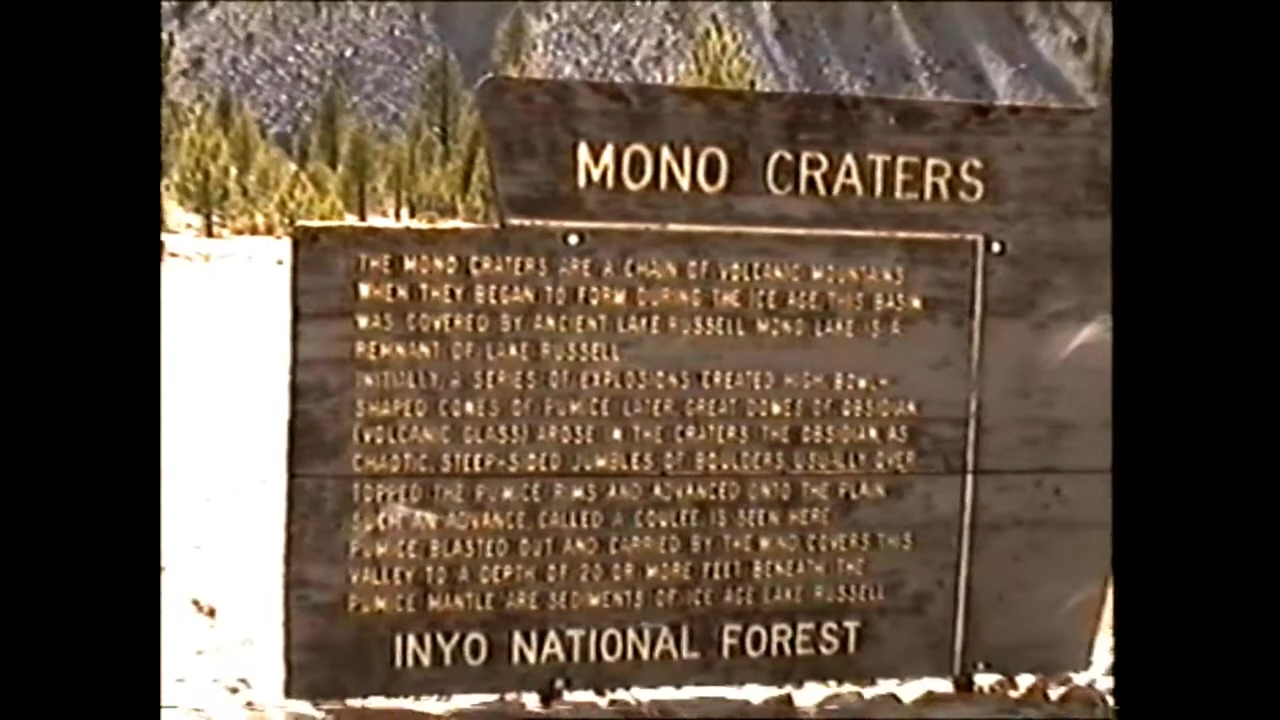 MONO CRATERS
THE MONO CRATERS ARE A CHAIN OF VOLCANIC MOUNTAINS
WHEN THEY BEGAN TO FORM DURING THE ICE AGE THIS BASIN
WAS COVERED BY ANCIENT LAKE RUSSELL MONO LAKE IS A
REMNANT OF LAKE RUSSELL
INITIALLY, A SERIES OF EXPLOSIONS CREATED HIGH BOWL-
SHAPED CONES OF PUMICE LATER, GREAT DOMES OF OBSIDIAN
(VOLCANIC GLASS) AROSE IN THE CRATERS THE OBSIDIAN, AS
CHAOTIC, STEEP-SIDED JUMBLES OF BOULDERS, USUALLY OVER
TOPPED THE PUMICE RIMS AND ADVANCED ONTO THE PLAIN
SUCH AN ADVANCE, CALLED A COULEE, IS SEEN HERE
PUMICE BLASTED OUT AND CARRIED BY THE WIND COVERS THIS
VALLEY TO A DEPTH OF 20 OR MORE FEET BENEATH THE
PUMICE MANTLE ARE SEDIMENTS OF ICE AGE LAKE RUSSELL
INYO NATIONAL FOREST